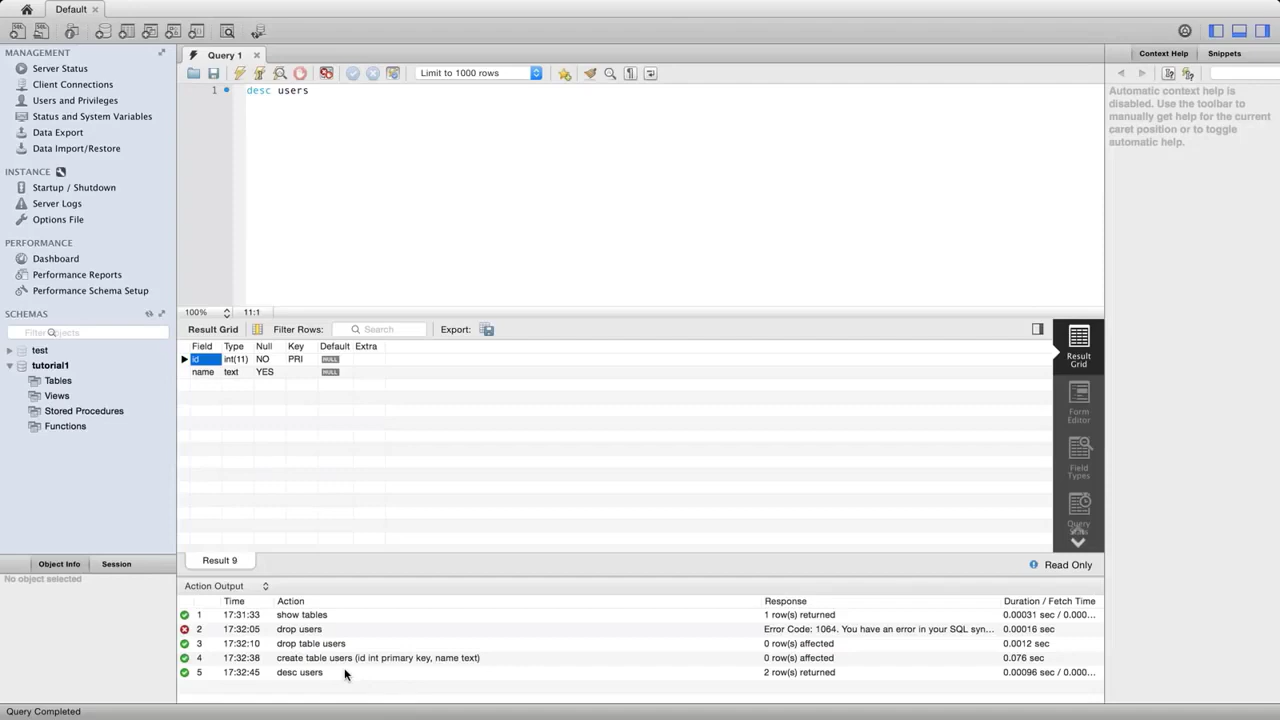 Default
Query 1
Context Help
Snippets
MANAGEMENT
Server Status
Client Connections
Users and Privileges
Status and System Variables
Data Export
Data Import/Restore
INSTANCE
Startup / Shutdown
Server Logs
Options File
PERFORMANCE
Dashboard
Performance Reports
Performance Schema Setup
SCHEMAS
Filter objects
test
tutorial1
Tables
Views
Stored Procedures
Functions
Object Info
Session
No object selected
Limit to 1000 rows
1
desc users
100%
11:1
Result Grid
Filter Rows:
Search
Export:
Field Type Null Key Default Extra
id int(11) NO PRI NULL
name text YES NULL
Result Grid
Form Editor
Field Types
Query Stats
Result 9
Read Only
Automatic context help is
disabled. Use the toolbar to
manually get help for the current
caret position or to toggle
automatic help.
Action Output
Time Action Response Duration / Fetch Time
1 17:31:33 show tables 1 row(s) returned 0.00031 sec / 0.000...
2 17:32:05 drop users Error Code: 1064. You have an error in your SQL syn... 0.00016 sec
3 17:32:10 drop table users 0 row(s) affected 0.0012 sec
4 17:32:38 create table users (id int primary key, name text) 0 row(s) affected 0.076 sec
5 17:32:45 desc users 2 row(s) returned 0.00096 sec / 0.000...
Query Completed